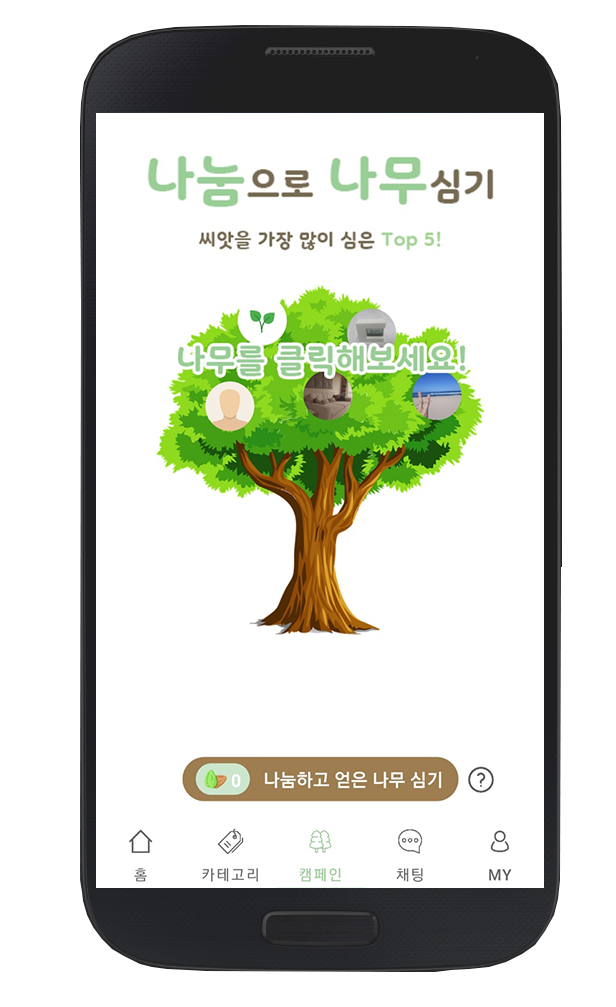 나눔으로 나무심기
씨앗을 가장 많이 심은 Top 5!
나무를 클릭해보세요!
0 나눔하고 얻은 나무 심기 ?
홈 카테고리 캠페인 채팅 MY